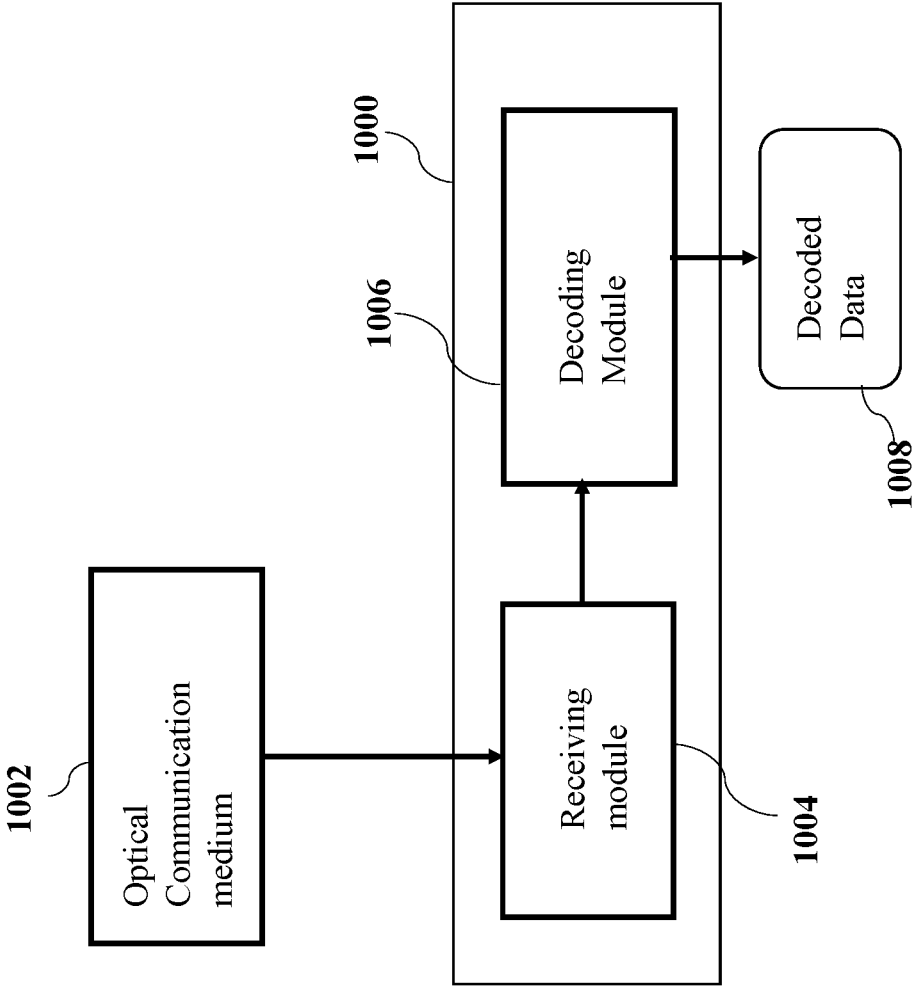 1002
Optical
Communication
medium
1000
1006
Receiving
module
1004
Decoding
Module
Decoded
Data
1008